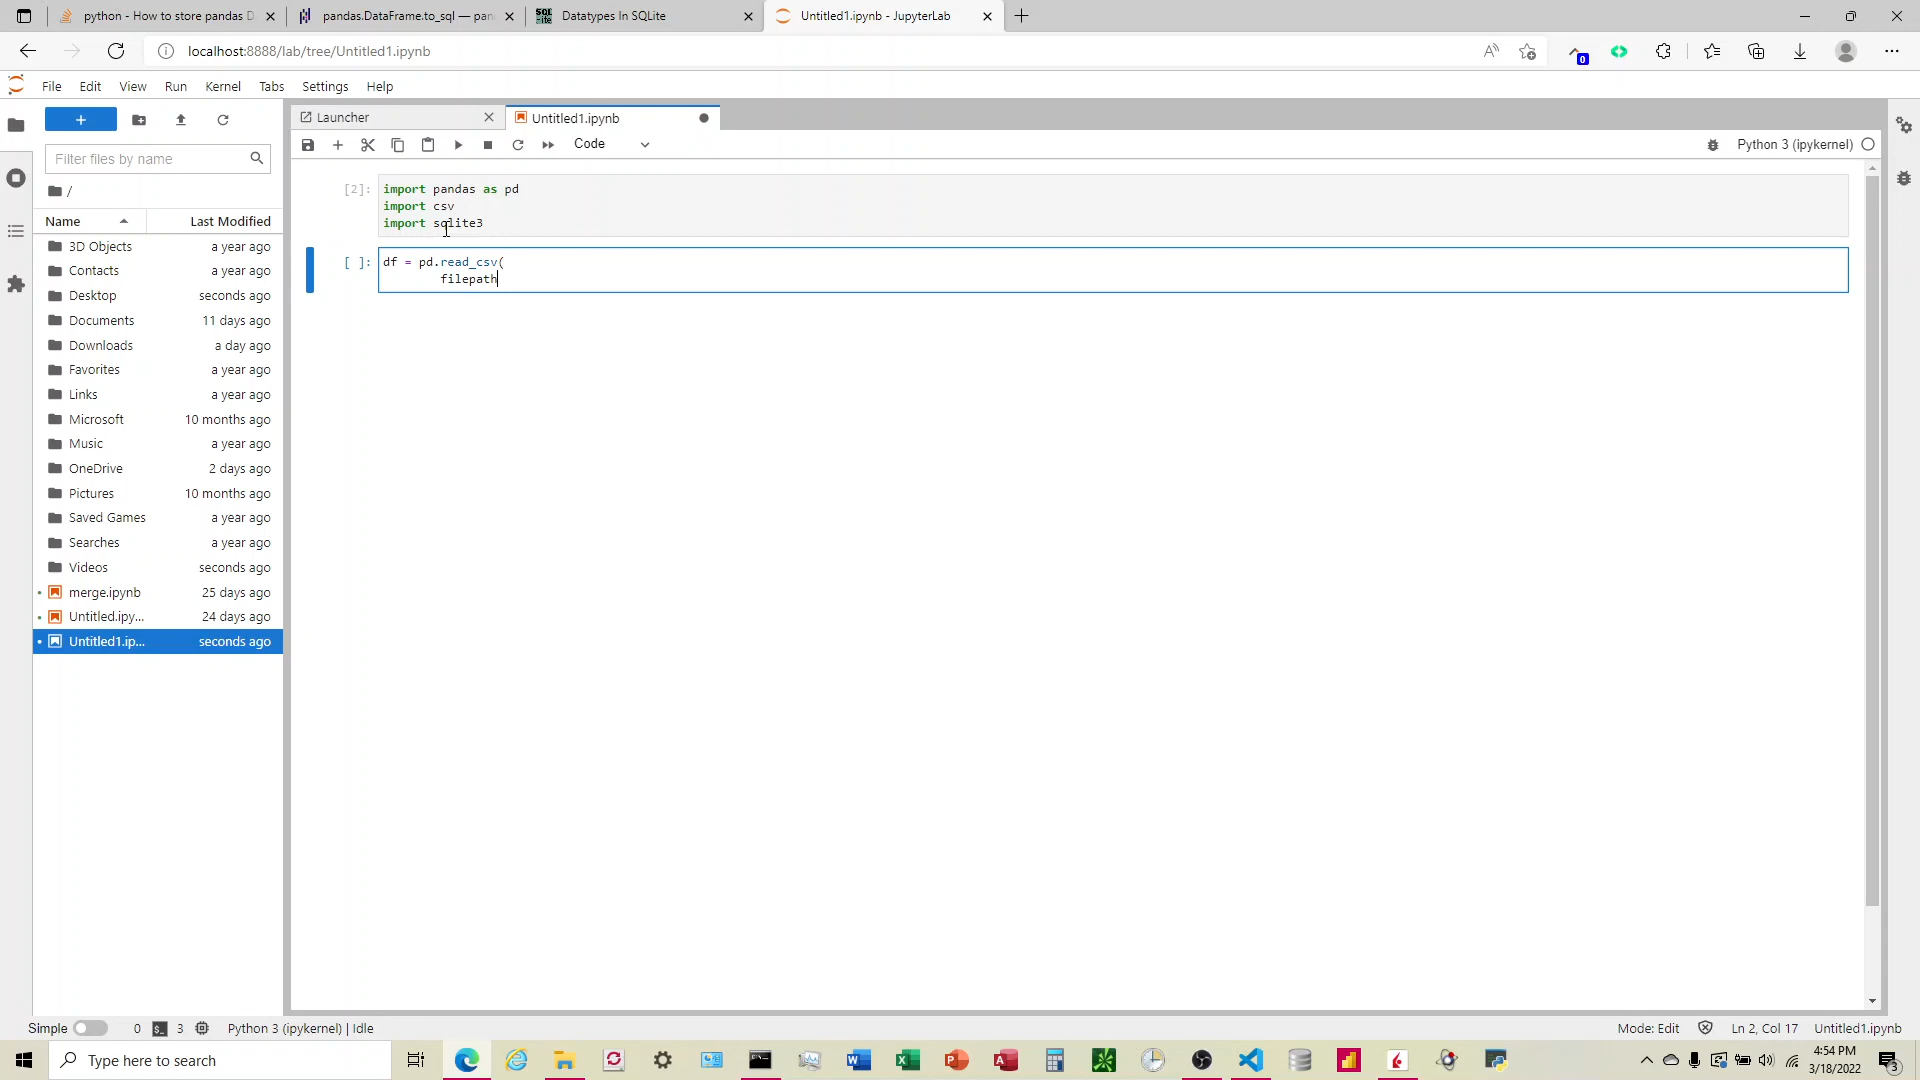 python - How to store pandas D
pandas.DataFrame.to_sql — pan
Datatypes In SQLite
Untitled1.ipynb - JupyterLab
localhost:8888/lab/tree/Untitled1.ipynb
0
File Edit View Run Kernel Tabs Settings Help
Launcher
Untitled1.ipynb
Code
Python 3 (ipykernel)
Filter files by name
/
Name Last Modified
3D Objects a year ago
Contacts a year ago
Desktop seconds ago
Documents 11 days ago
Downloads a day ago
Favorites a year ago
Links a year ago
Microsoft 10 months ago
Music a year ago
OneDrive 2 days ago
Pictures 10 months ago
Saved Games a year ago
Searches a year ago
Videos seconds ago
merge.ipynb 25 days ago
Untitled.ipy... 24 days ago
Untitled1.ip... seconds ago
[2]: import pandas as pd
import csv
import sqlite3
[ ]: df = pd.read_csv(
filepath
Simple 0 3 Python 3 (ipykernel) | Idle
Mode: Edit Ln 2, Col 17 Untitled1.ipynb
Type here to search
4:54 PM
3/18/2022
3